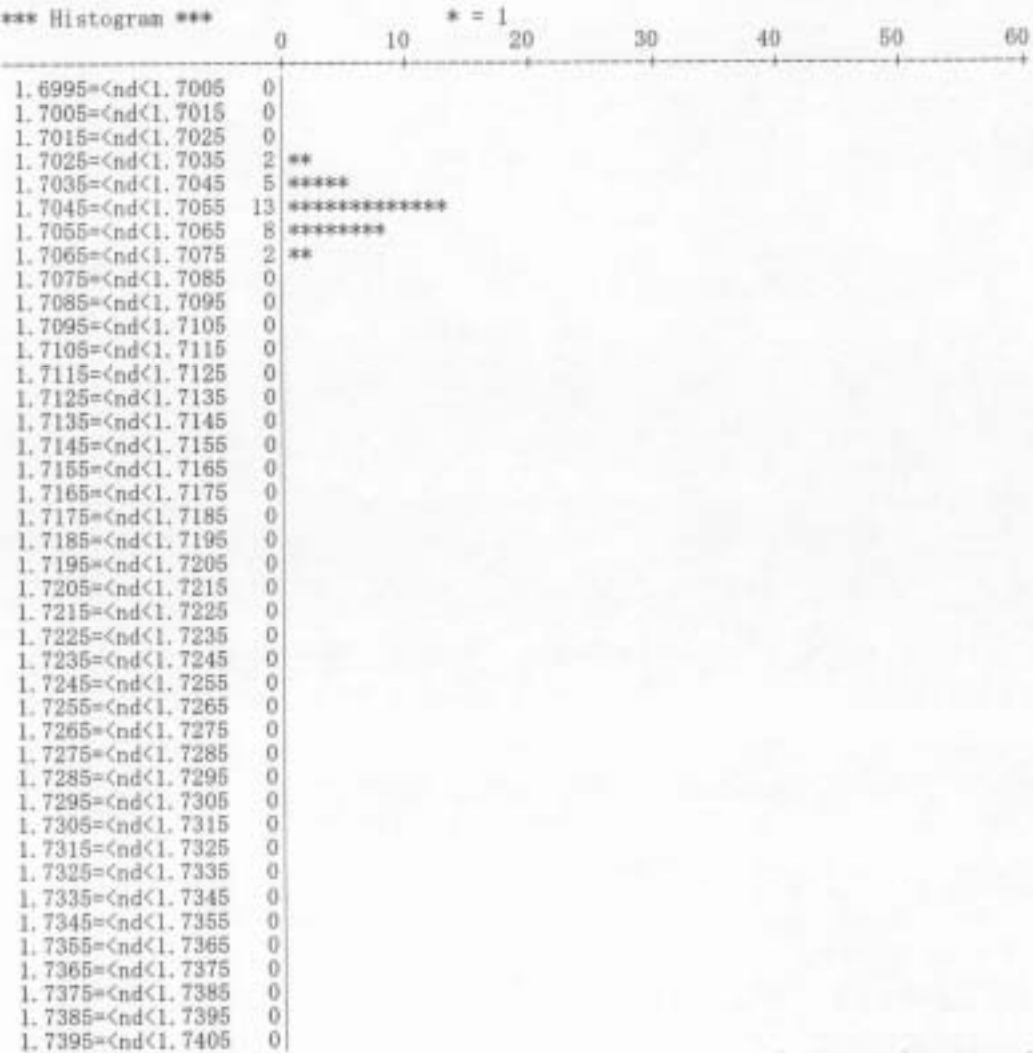 *** Histogram *** * = 1
0 10 20 30 40 50 60
1.6995=<nd<1.7005 0
1.7005=<nd<1.7015 0
1.7015=<nd<1.7025 0
1.7025=<nd<1.7035 2 **
1.7035=<nd<1.7045 5 *****
1.7045=<nd<1.7055 13 *************
1.7055=<nd<1.7065 8 ********
1.7065=<nd<1.7075 2 **
1.7075=<nd<1.7085 0
1.7085=<nd<1.7095 0
1.7095=<nd<1.7105 0
1.7105=<nd<1.7115 0
1.7115=<nd<1.7125 0
1.7125=<nd<1.7135 0
1.7135=<nd<1.7145 0
1.7145=<nd<1.7155 0
1.7155=<nd<1.7165 0
1.7165=<nd<1.7175 0
1.7175=<nd<1.7185 0
1.7185=<nd<1.7195 0
1.7195=<nd<1.7205 0
1.7205=<nd<1.7215 0
1.7215=<nd<1.7225 0
1.7225=<nd<1.7235 0
1.7235=<nd<1.7245 0
1.7245=<nd<1.7255 0
1.7255=<nd<1.7265 0
1.7265=<nd<1.7275 0
1.7275=<nd<1.7285 0
1.7285=<nd<1.7295 0
1.7295=<nd<1.7305 0
1.7305=<nd<1.7315 0
1.7315=<nd<1.7325 0
1.7325=<nd<1.7335 0
1.7335=<nd<1.7345 0
1.7345=<nd<1.7355 0
1.7355=<nd<1.7365 0
1.7365=<nd<1.7375 0
1.7375=<nd<1.7385 0
1.7385=<nd<1.7395 0
1.7395=<nd<1.7405 0